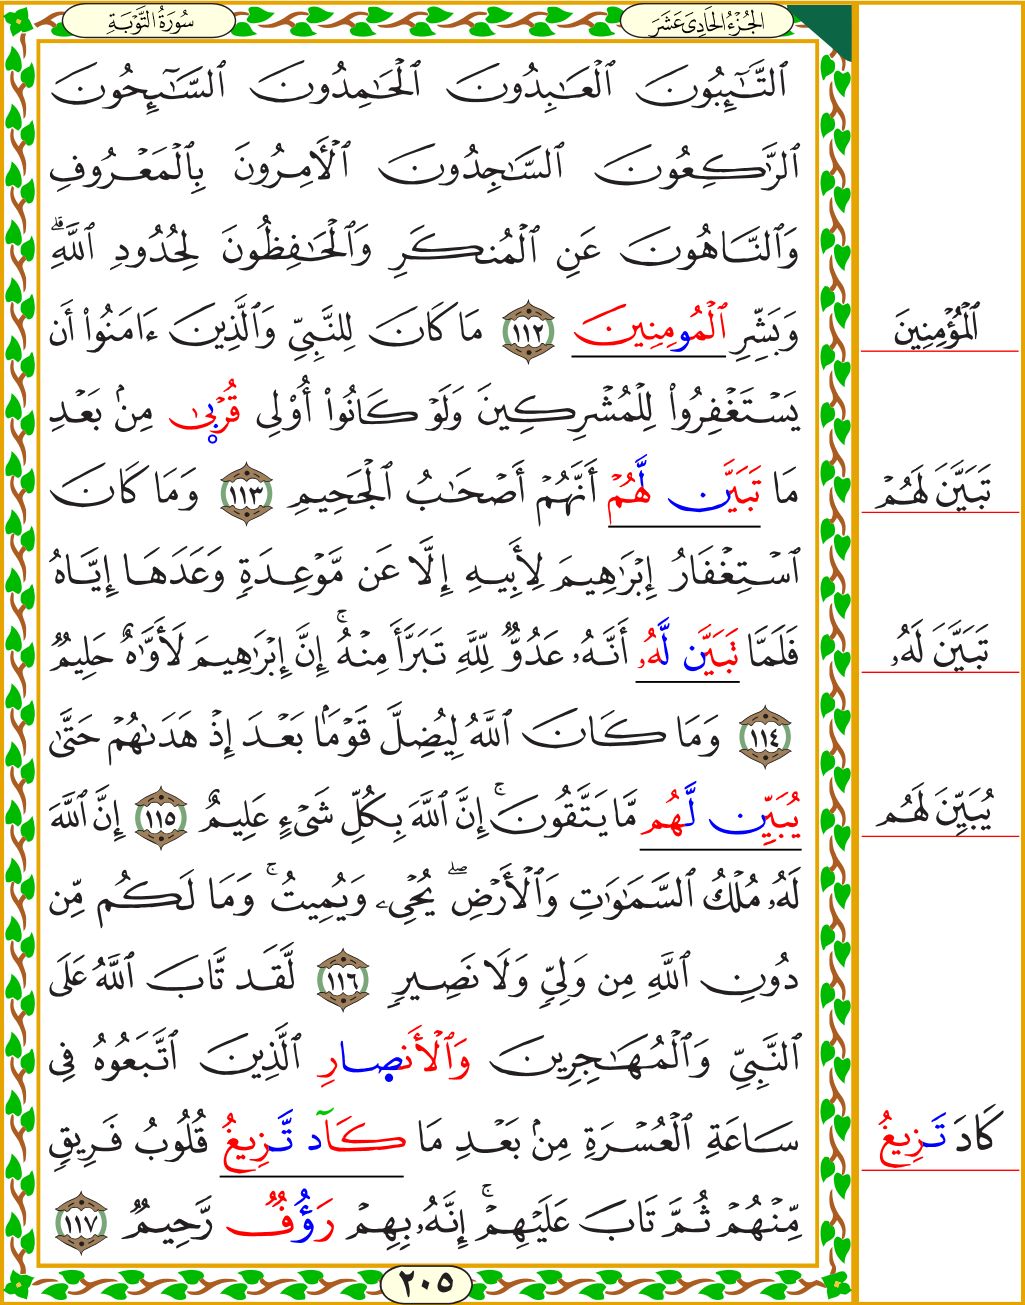 الجُزْءُ الحَادِىَ عَشَرَ
سُورَةُ التَّوْبَةِ
ٱلتَّـٰٓئِبُونَ ٱلْعَـٰبِدُونَ ٱلْحَـٰمِدُونَ ٱلسَّـٰٓئِحُونَ
ٱلرَّٰكِعُونَ ٱلسَّـٰجِدُونَ ٱلْـَٔامِرُونَ بِٱلْمَعْرُوفِ
وَٱلنَّاهُونَ عَنِ ٱلْمُنكَرِ وَٱلْحَـٰفِظُونَ لِحُدُودِ ٱللَّهِۗ
وَبَشِّرِ ٱلْمُومِنِينَ ١١٢ مَا كَانَ لِلنَّبِىِّ وَٱلَّذِينَ ءَامَنُوٓا۟ أَن
ٱلْمُؤْمِنِينَ
يَسْتَغْفِرُوا۟ لِلْمُشْرِكِينَ وَلَوْ كَانُوٓا۟ أُو۟لِى قُرْبٜىٰ مِنۢ بَعْدِ
مَا تَبَيَّن لَّهُمْ أَنَّهُمْ أَصْحَـٰبُ ٱلْجَحِيمِ ١١٣ وَمَا كَانَ
تَبَيَّنَ لَهُمْ
ٱسْتِغْفَارُ إِبْرَٰهِيمَ لِأَبِيهِ إِلَّا عَن مَّوْعِدَةٍ وَعَدَهَآ إِيَّاهُ
فَلَمَّا تَبَيَّن لَّهُۥٓ أَنَّهُۥ عَدُوٌّ لِّلَّهِ تَبَرَّأَ مِنْهُۚ إِنَّ إِبْرَٰهِيمَ لَأَوَّٰهٌ حَلِيمٌ
تَبَيَّنَ لَهُۥ
١١٤ وَمَا كَانَ ٱللَّهُ لِيُضِلَّ قَوْمًۢا بَعْدَ إِذْ هَدَىٰهُمْ حَتَّىٰ
يُبَيِّن لَّهُم مَّا يَتَّقُونَۚ إِنَّ ٱللَّهَ بِكُلِّ شَىْءٍ عَلِيمٌ ١١٥ إِنَّ ٱللَّهَ
يُبَيِّنَ لَهُم
لَهُۥ مُلْكُ ٱلسَّمَـٰوَٰتِ وَٱلْأَرْضِۖ يُحْىِۦ وَيُمِيتُۚ وَمَا لَكُم مِّن
دُونِ ٱللَّهِ مِن وَلِىٍّ وَلَا نَصِيرٍ ١١٦ لَّقَد تَّابَ ٱللَّهُ عَلَى
ٱلنَّبِىِّ وَٱلْمُهَـٰجِرِينَ وَٱلْأَنصٜارِ ٱلَّذِينَ ٱتَّبَعُوهُ فِى
سَاعَةِ ٱلْعُسْرَةِ مِنۢ بَعْدِ مَا كَآد تَّزِيغُ قُلُوبُ فَرِيقٍ
كَادَ تَزِيغُ
مِّنْهُمْ ثُمَّ تَابَ عَلَيْهِمْۚ إِنَّهُۥ بِهِمْ رَؤُفٌ رَّحِيمٌ ١١٧
٢٠٥